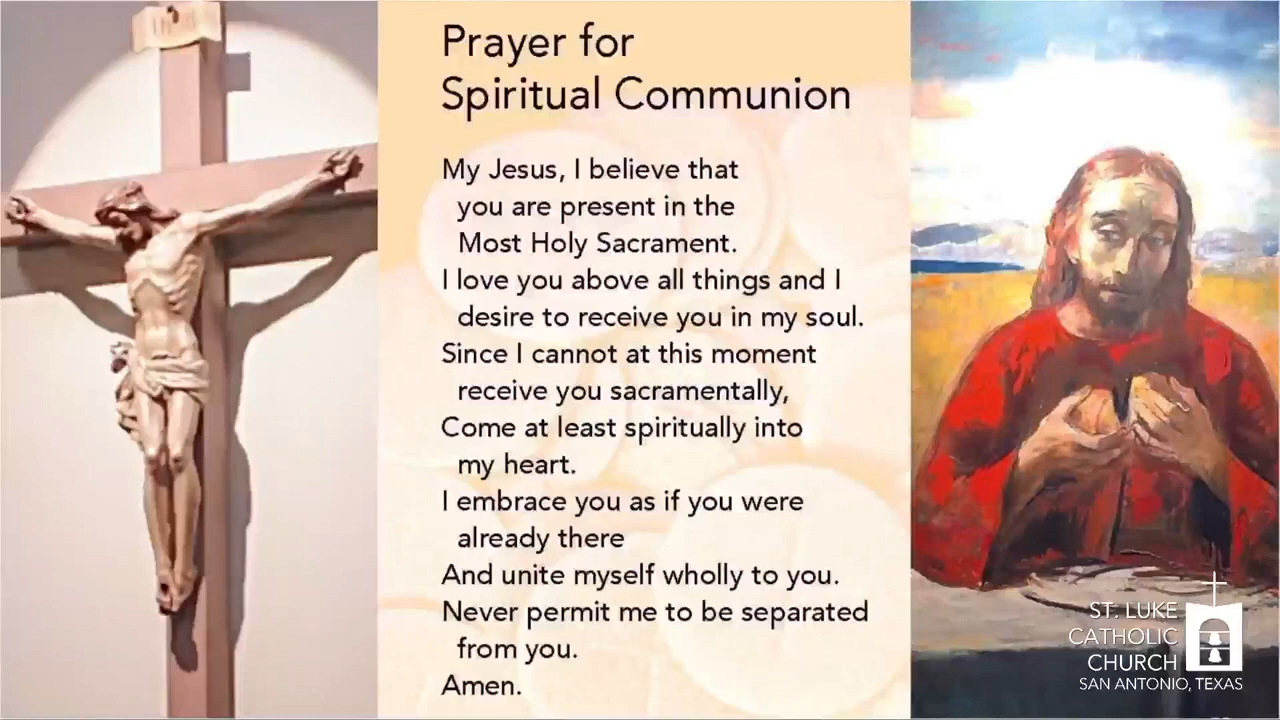 Prayer for
Spiritual Communion
My Jesus, I believe that
you are present in the
Most Holy Sacrament.
I love you above all things and I
desire to receive you in my soul.
Since I cannot at this moment
receive you sacramentally,
Come at least spiritually into
my heart.
I embrace you as if you were
already there
And unite myself wholly to you.
Never permit me to be separated
from you.
Amen.
ST. LUKE
CATHOLIC
CHURCH
SAN ANTONIO, TEXAS